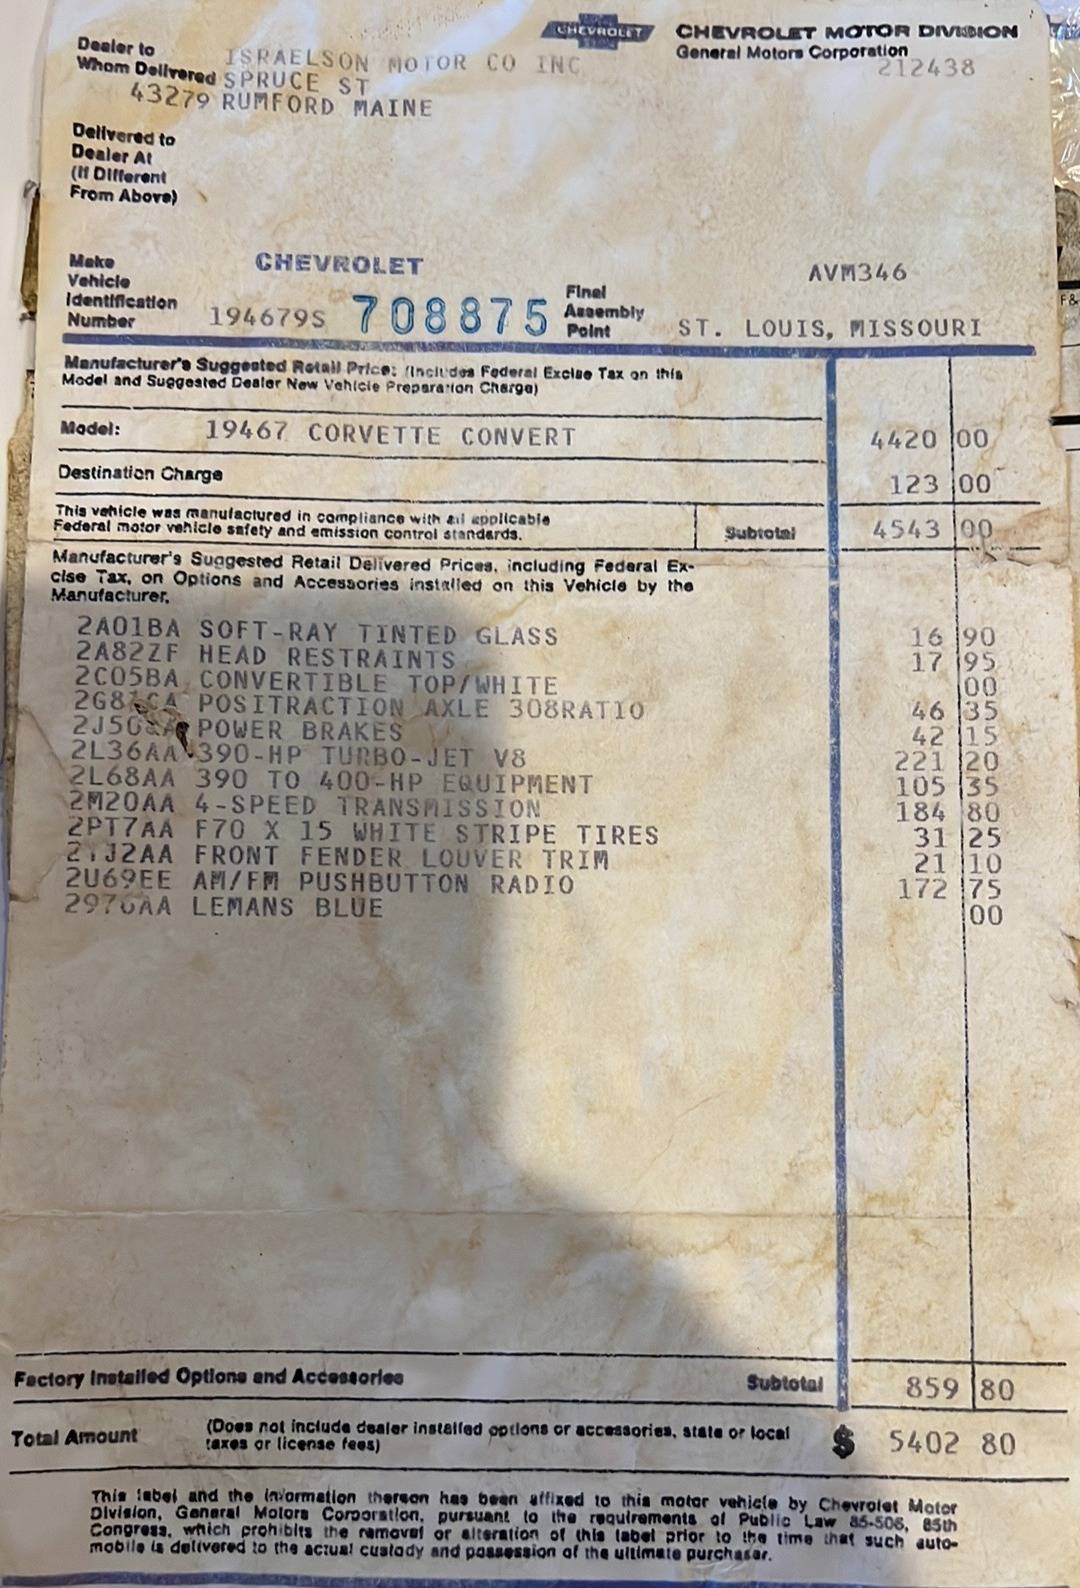 CHEVROLET
CHEVROLET MOTOR DIVISION
General Motors Corporation
212438
Dealer to
Whom Delivered
ISRAELSON MOTOR CO INC
SPRUCE ST
43279 RUMFORD MAINE
Delivered to
Dealer At
(If Different
From Above)
Make
Vehicle
Identification
Number
CHEVROLET
194679S 708875
Final
Assembly
Point
AVM346
ST. LOUIS, MISSOURI
Manufacturer's Suggested Retail Price: (Includes Federal Excise Tax on this
Model and Suggested Dealer New Vehicle Preparation Charge)
Model: 19467 CORVETTE CONVERT 4420 00
Destination Charge 123 00
This vehicle was manufactured in compliance with all applicable
Federal motor vehicle safety and emission control standards.
Subtotal 4543 00
Manufacturer's Suggested Retail Delivered Prices, including Federal Ex-
cise Tax, on Options and Accessories installed on this Vehicle by the
Manufacturer.
2A01BA SOFT-RAY TINTED GLASS 16 90
2A82ZF HEAD RESTRAINTS 17 95
2C05BA CONVERTIBLE TOP/WHITE 00
POSITRACTION AXLE 308RATIO 46 35
POWER BRAKES 42 15
2L36AA 390-HP TURBO-JET V8 221 20
2L68AA 390 TO 400-HP EQUIPMENT 105 35
2M20AA 4-SPEED TRANSMISSION 184 80
2PT7AA F70 X 15 WHITE STRIPE TIRES 31 25
FRONT FENDER LOUVER TRIM 21 10
2U69EE AM/FM PUSHBUTTON RADIO 172 75
2976AA LEMANS BLUE 00
Factory Installed Options and Accessories Subtotal 859 80
Total Amount (Does not include dealer installed options or accessories, state or local
taxes or license fees) $ 5402 80
This label and the information thereon has been affixed to this motor vehicle by Chevrolet Motor
Division, General Motors Corporation, pursuant to the requirements of Public Law 85-506, 85th
Congress, which prohibits the removal or alteration of this label prior to the time that such auto-
mobile is delivered to the actual custody and possession of the ultimate purchaser.